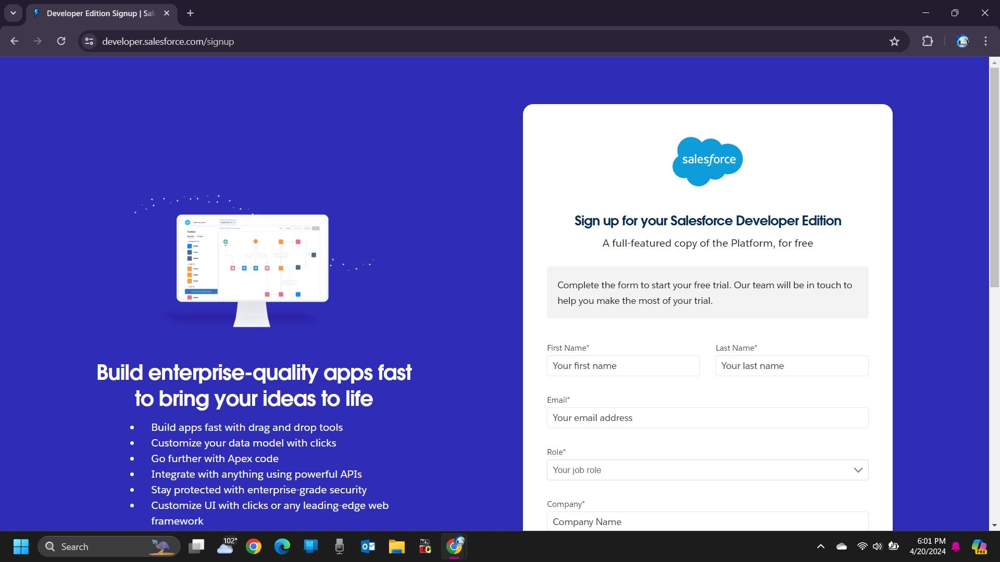 Developer Edition Signup | Sal
developer.salesforce.com/signup
salesforce
Sign up for your Salesforce Developer Edition
A full-featured copy of the Platform, for free
Complete the form to start your free trial. Our team will be in touch to
help you make the most of your trial.
First Name*
Last Name*
Your first name
Your last name
Email*
Your email address
Role*
Your job role
Company*
Company Name
Build enterprise-quality apps fast
to bring your ideas to life
• Build apps fast with drag and drop tools
• Customize your data model with clicks
• Go further with Apex code
• Integrate with anything using powerful APIs
• Stay protected with enterprise-grade security
• Customize UI with clicks or any leading-edge web
framework
Search
102°
6:01 PM
4/20/2024
PRE